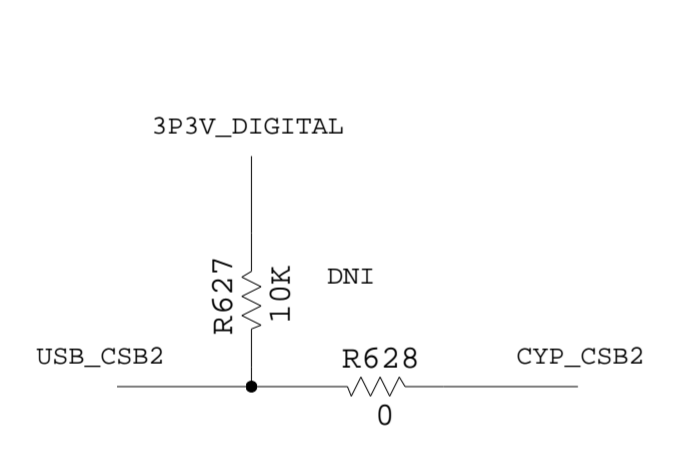 3P3V_DIGITAL
R627
10K
DNI
USB_CSB2
R628
CYP_CSB2
0